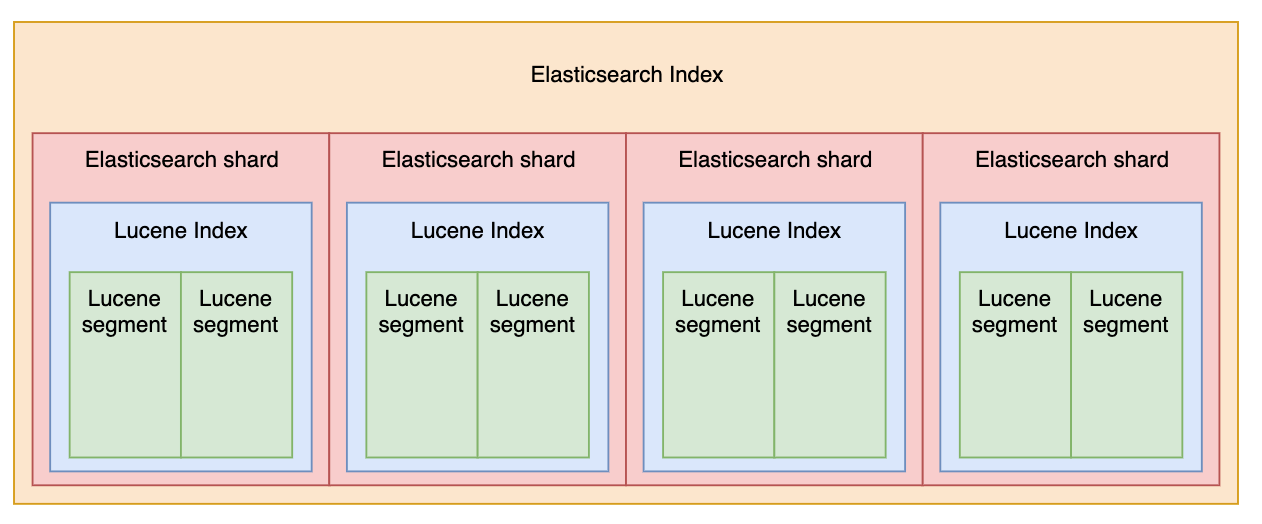 Elasticsearch Index
Elasticsearch shard
Elasticsearch shard
Elasticsearch shard
Elasticsearch shard
Lucene Index
Lucene Index
Lucene Index
Lucene Index
Lucene
segment
Lucene
segment
Lucene
segment
Lucene
segment
Lucene
segment
Lucene
segment
Lucene
segment
Lucene
segment